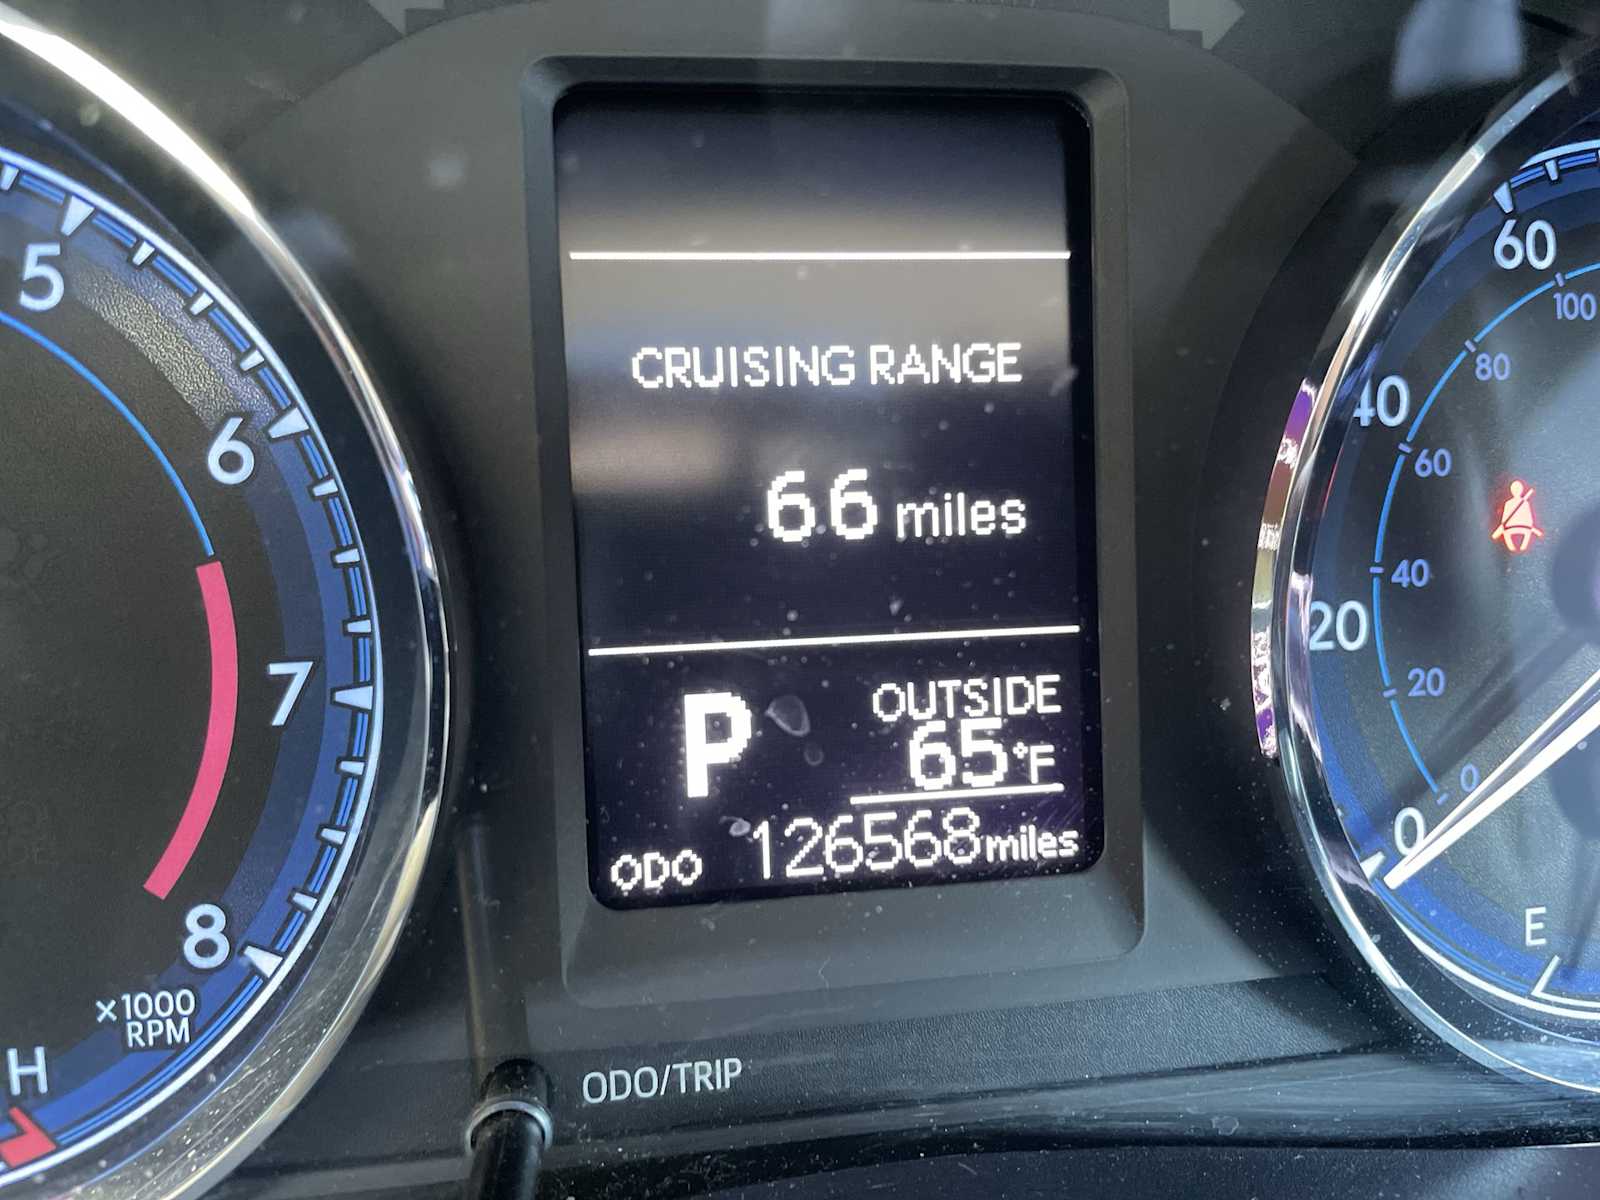 CRUISING RANGE
66 miles
P
OUTSIDE
65°F
ODO 126568 miles
ODO/TRIP
5
6
7
8
×1000
RPM
H
60
100
80
40
60
40
20
20
0
0
E